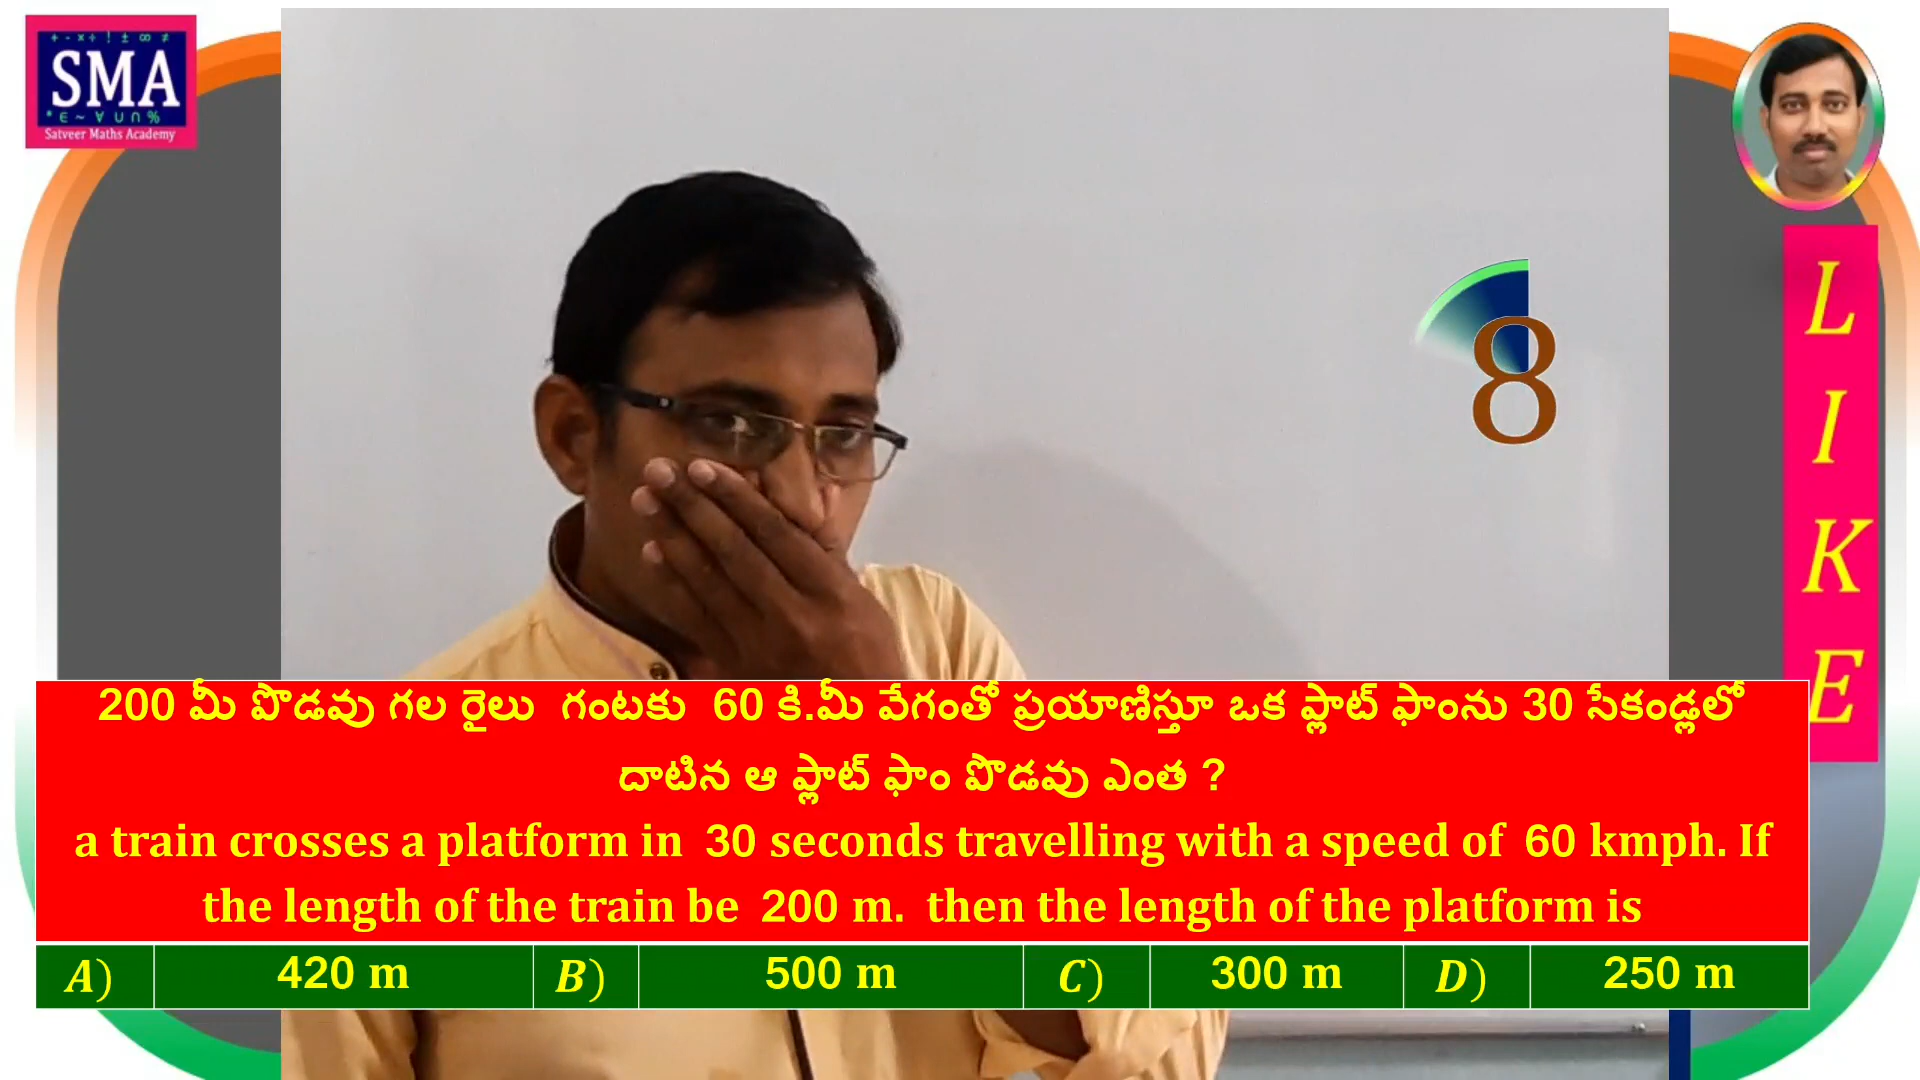 + - × ÷ ! ± ∞ ≠
SMA
* ∈ ~ ∀ ∪ ∩ %
Satveer Maths Academy
8
L
I
K
E
200 మీ పొడవు గల రైలు గంటకు 60 కి.మీ వేగంతో ప్రయాణిస్తూ ఒక ప్లాట్ ఫాంను 30 సేకండ్లలో
దాటిన ఆ ప్లాట్ ఫాం పొడవు ఎంత ?
a train crosses a platform in 30 seconds travelling with a speed of 60 kmph. If
the length of the train be 200 m. then the length of the platform is
A) 420 m B) 500 m C) 300 m D) 250 m